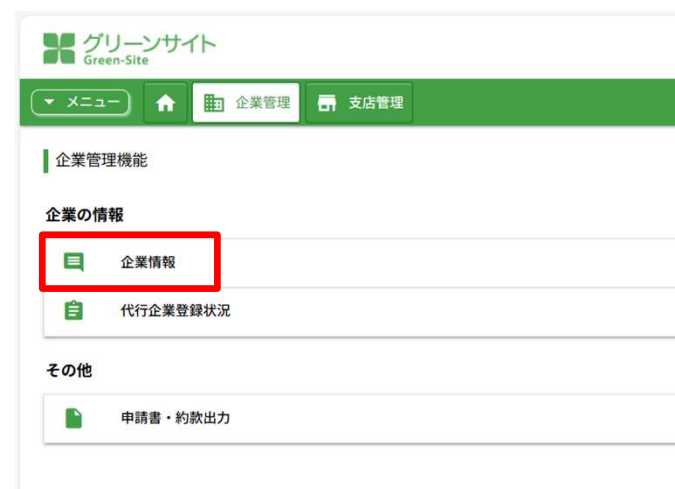 グリーンサイト
Green-Site
メニュー 企業管理 支店管理
企業管理機能
企業の情報
企業情報
代行企業登録状況
その他
申請書・約款出力